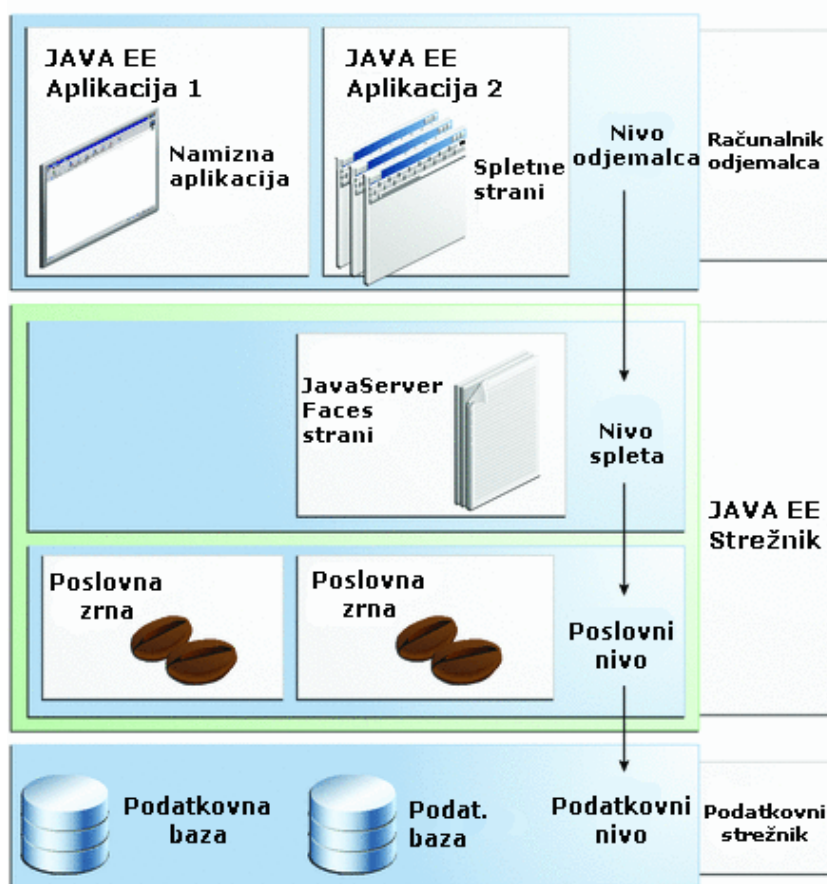 JAVA EE
Aplikacija 1
Namizna
aplikacija
JAVA EE
Aplikacija 2
Spletne
strani
Nivo
odjemalca
Računalnik
odjemalca
JavaServer
Faces
strani
Nivo
spleta
JAVA EE
Strežnik
Poslovna
zrna
Poslovna
zrna
Poslovni
nivo
Podatkovna
baza
Podat.
baza
Podatkovni
nivo
Podatkovni
strežnik